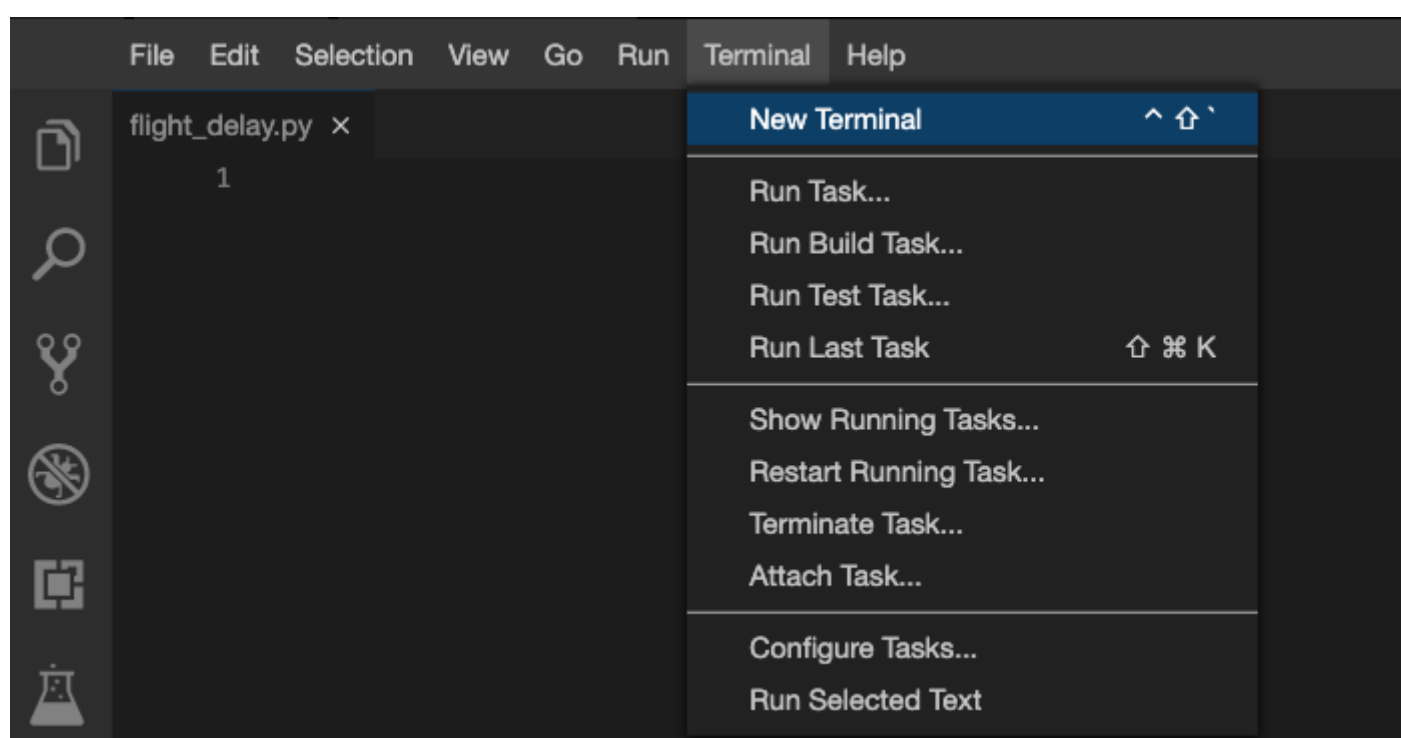 File Edit Selection View Go Run Terminal Help
flight_delay.py ×
1
New Terminal ^ ⇧ `
Run Task...
Run Build Task...
Run Test Task...
Run Last Task ⇧ ⌘ K
Show Running Tasks...
Restart Running Task...
Terminate Task...
Attach Task...
Configure Tasks...
Run Selected Text